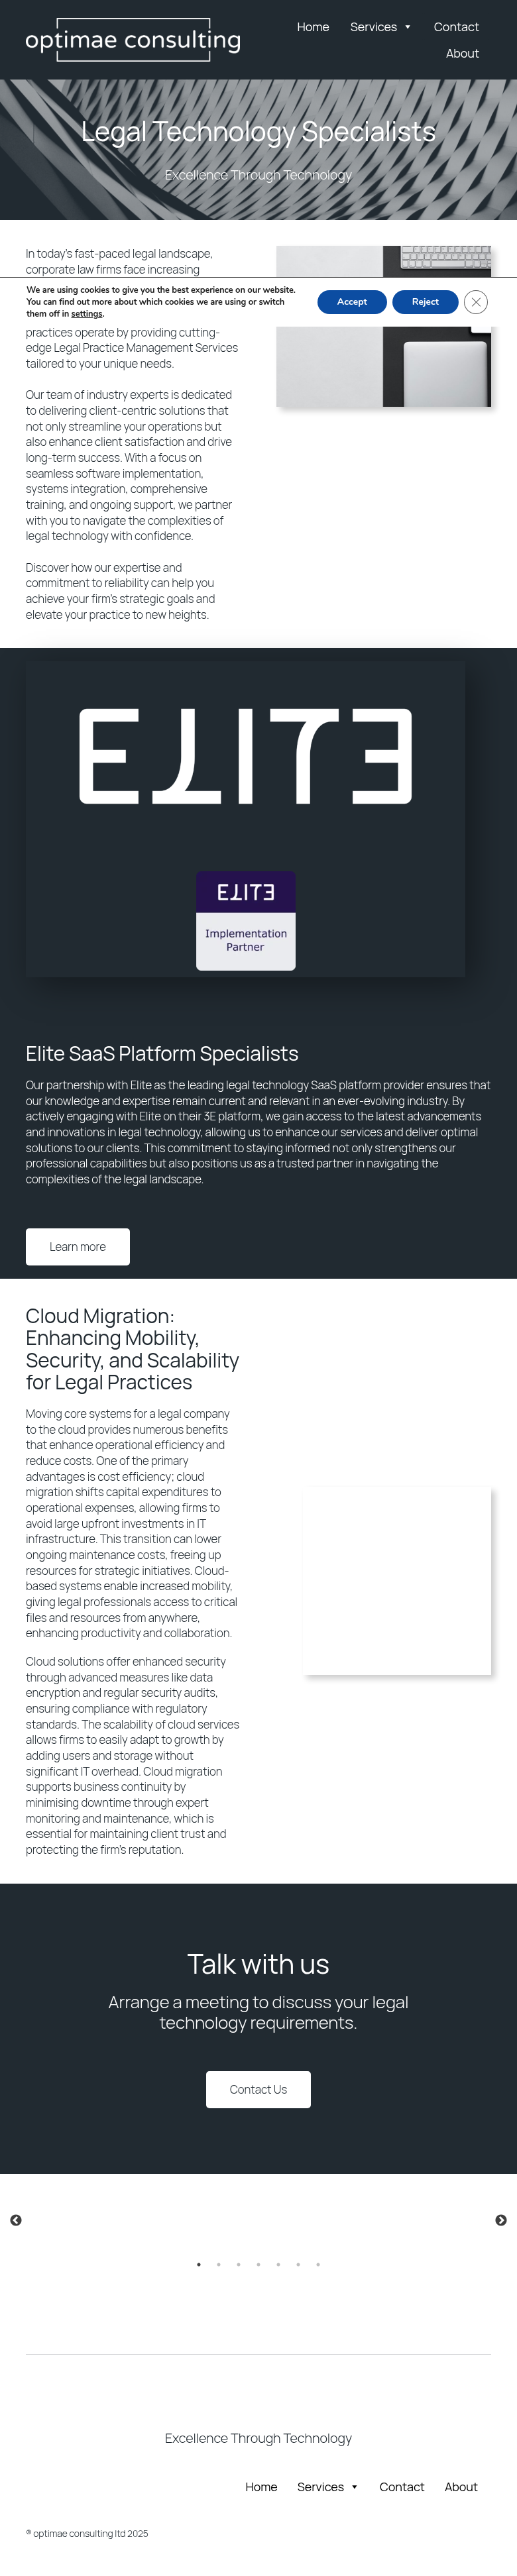 optimae consulting
Home Services Contact
About
Legal Technology Specialists
Excellence Through Technology
In today's fast-paced legal landscape,
corporate law firms face increasing
We are using cookies to give you the best experience on our website.
You can find out more about which cookies we are using or switch
them off in settings.
Accept Reject
practices operate by providing cutting-
edge Legal Practice Management Services
tailored to your unique needs.
Our team of industry experts is dedicated
to delivering client-centric solutions that
not only streamline your operations but
also enhance client satisfaction and drive
long-term success. With a focus on
seamless software implementation,
systems integration, comprehensive
training, and ongoing support, we partner
with you to navigate the complexities of
legal technology with confidence.
Discover how our expertise and
commitment to reliability can help you
achieve your firm's strategic goals and
elevate your practice to new heights.
ELITE
ELITE
Implementation
Partner
Elite SaaS Platform Specialists
Our partnership with Elite as the leading legal technology SaaS platform provider ensures that
our knowledge and expertise remain current and relevant in an ever-evolving industry. By
actively engaging with Elite on their 3E platform, we gain access to the latest advancements
and innovations in legal technology, allowing us to enhance our services and deliver optimal
solutions to our clients. This commitment to staying informed not only strengthens our
professional capabilities but also positions us as a trusted partner in navigating the
complexities of the legal landscape.
Learn more
Cloud Migration:
Enhancing Mobility,
Security, and Scalability
for Legal Practices
Moving core systems for a legal company
to the cloud provides numerous benefits
that enhance operational efficiency and
reduce costs. One of the primary
advantages is cost efficiency; cloud
migration shifts capital expenditures to
operational expenses, allowing firms to
avoid large upfront investments in IT
infrastructure. This transition can lower
ongoing maintenance costs, freeing up
resources for strategic initiatives. Cloud-
based systems enable increased mobility,
giving legal professionals access to critical
files and resources from anywhere,
enhancing productivity and collaboration.
Cloud solutions offer enhanced security
through advanced measures like data
encryption and regular security audits,
ensuring compliance with regulatory
standards. The scalability of cloud services
allows firms to easily adapt to growth by
adding users and storage without
significant IT overhead. Cloud migration
supports business continuity by
minimising downtime through expert
monitoring and maintenance, which is
essential for maintaining client trust and
protecting the firm's reputation.
Talk with us
Arrange a meeting to discuss your legal
technology requirements.
Contact Us
Excellence Through Technology
Home Services Contact About
® optimae consulting ltd 2025